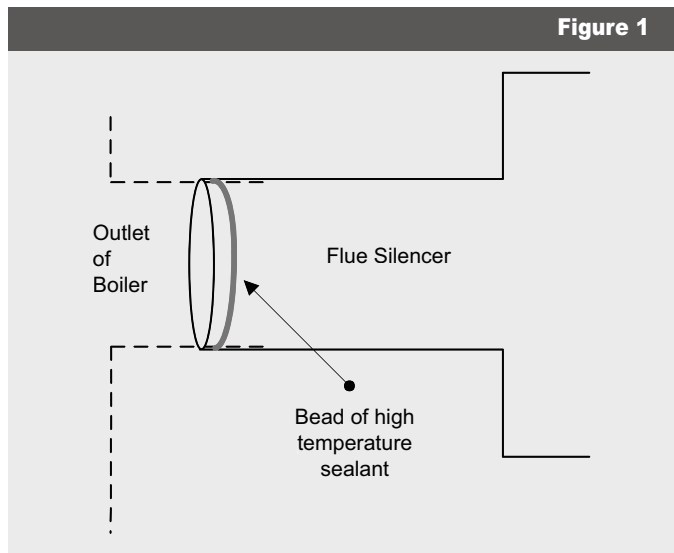 Figure 1
Outlet
of
Boiler
Flue Silencer
Bead of high
temperature
sealant